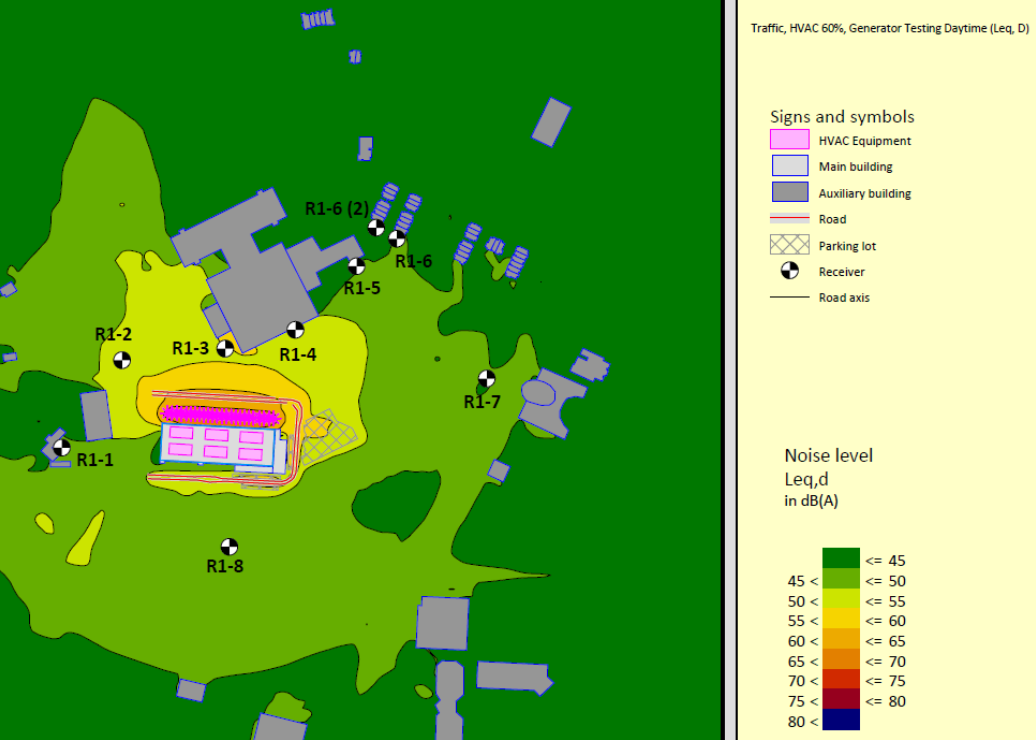 Traffic, HVAC 60%, Generator Testing Daytime (Leq, D)
Signs and symbols
HVAC Equipment
Main building
Auxiliary building
Road
Parking lot
Receiver
Road axis
R1-6 (2)
R1-6
R1-5
R1-2
R1-3
R1-4
R1-7
R1-1
R1-8
Noise level
Leq,d
in dB(A)
<= 45
45 < <= 50
50 < <= 55
55 < <= 60
60 < <= 65
65 < <= 70
70 < <= 75
75 < <= 80
80 <